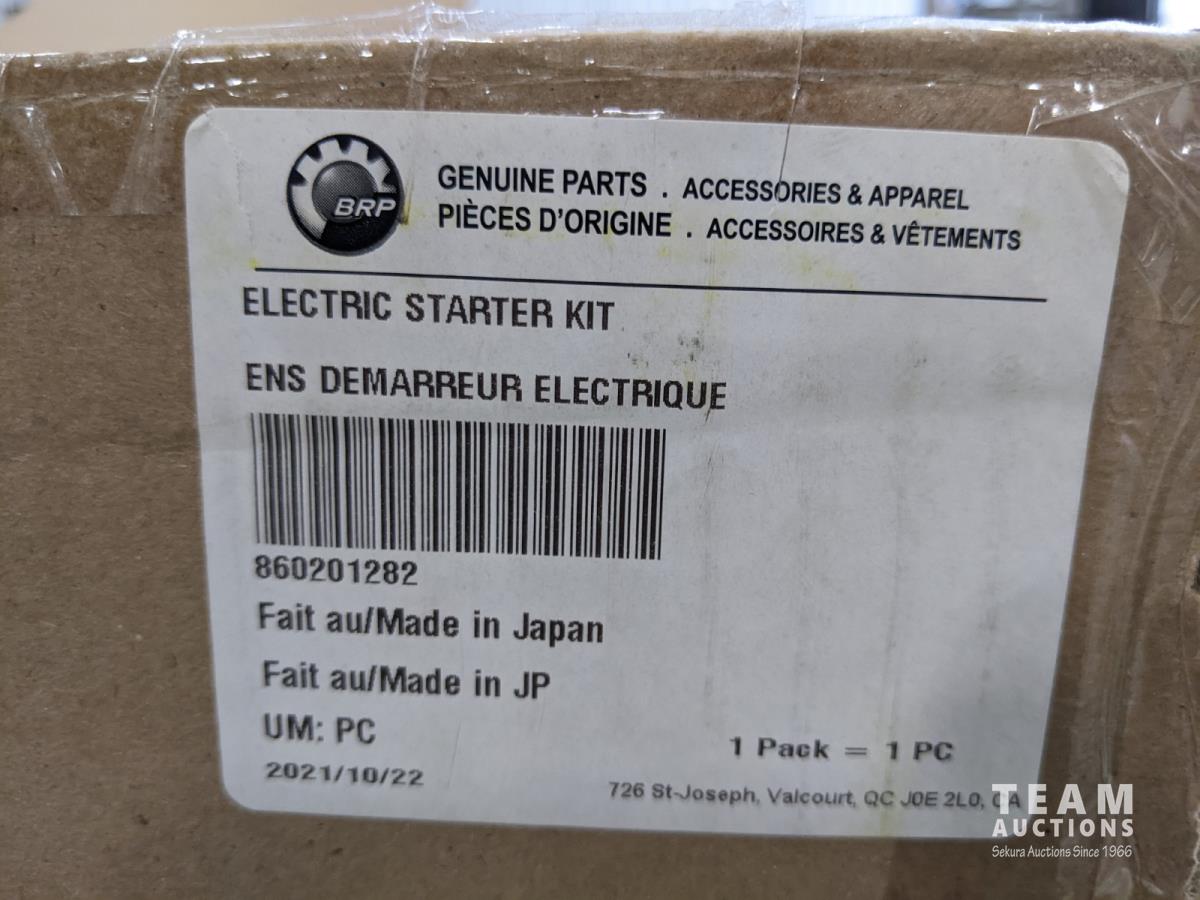 BRP
GENUINE PARTS . ACCESSORIES & APPAREL
PIÈCES D'ORIGINE . ACCESSOIRES & VÊTEMENTS
ELECTRIC STARTER KIT
ENS DEMARREUR ELECTRIQUE
860201282
Fait au/Made in Japan
Fait au/Made in JP
UM: PC
1 Pack = 1 PC
2021/10/22
726 St-Joseph, Valcourt, QC J0E 2L0, CA
TEAM
AUCTIONS
Sekura Auctions Since 1966